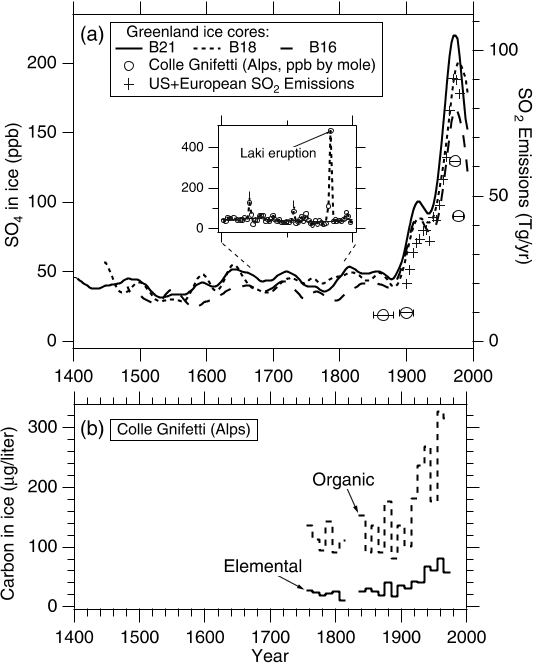 (a)
Greenland ice cores:
B21 B18 B16
Colle Gnifetti (Alps, ppb by mole)
US+European SO2 Emissions
200
150
100
50
0
SO4 in ice (ppb)
100
50
0
SO2 Emissions (Tg/yr)
Laki eruption
400
200
0
1400 1500 1600 1700 1800 1900 2000
(b) Colle Gnifetti (Alps)
300
200
100
0
Carbon in ice (μg/liter)
Organic
Elemental
1400 1500 1600 1700 1800 1900 2000
Year